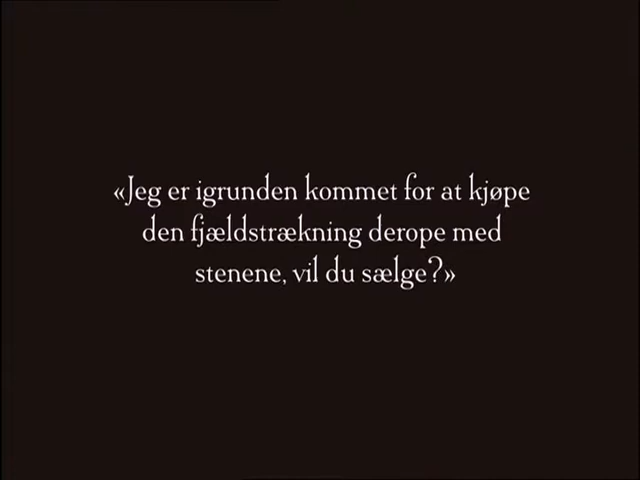 «Jeg er igrunden kommet for at kjøpe
den fjældstrækning derope med
stenene, vil du sælge?»